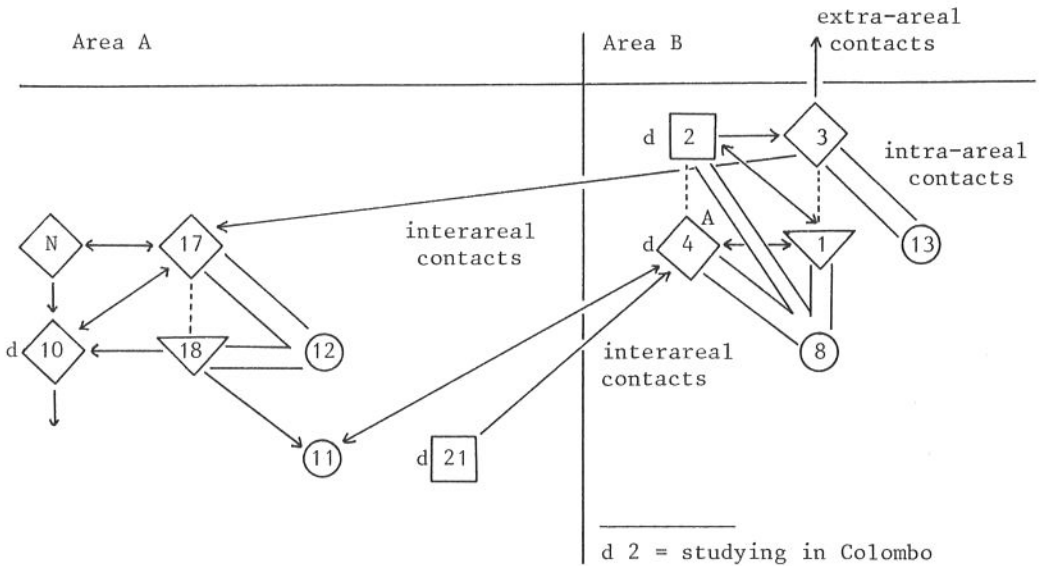 extra-areal
contacts
Area A
Area B
d 2
3
intra-areal
contacts
A
N
17
interareal
contacts
d 4
1
13
d 10
18
12
interareal
contacts
8
11
d 21
d 2 = studying in Colombo